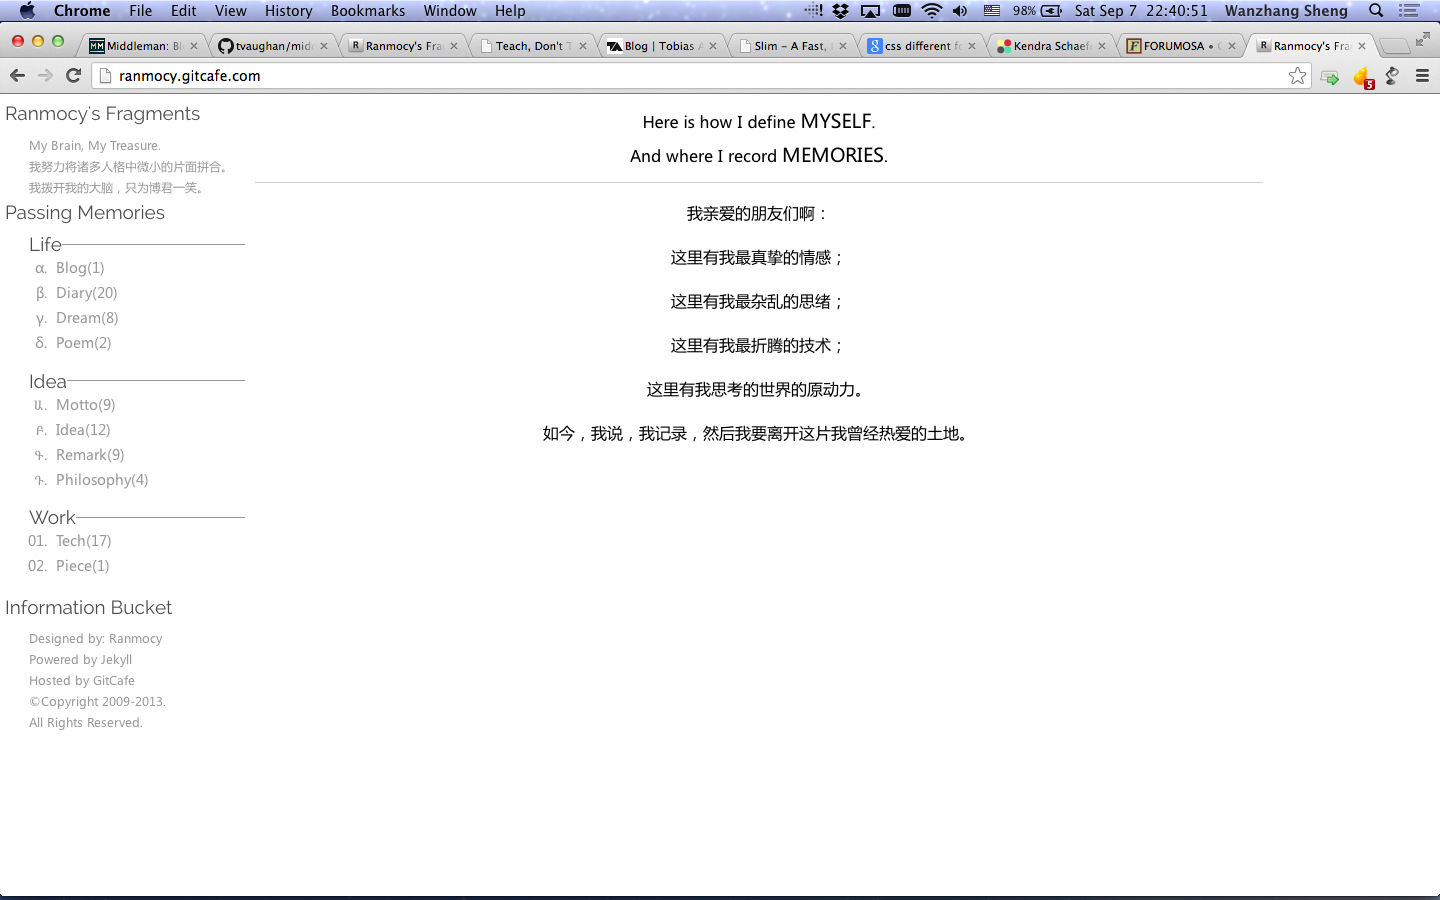 Chrome File Edit View History Bookmarks Window Help 98% Sat Sep 7 22:40:51 Wanzhang Sheng
Middleman: Bl tvaughan/mid Ranmocy's Fra Teach, Don't T Blog | Tobias A Slim – A Fast, css different fo Kendra Schaef FORUMOSA • Ranmocy's Fra
ranmocy.gitcafe.com 5
Ranmocy's Fragments
My Brain, My Treasure.
我努力将诸多人格中微小的片面拼合。
我拨开我的大脑，只为博君一笑。
Passing Memories
Life
α. Blog(1)
β. Diary(20)
γ. Dream(8)
δ. Poem(2)
Idea
Motto(9)
Idea(12)
Remark(9)
Philosophy(4)
Work
01. Tech(17)
02. Piece(1)
Information Bucket
Designed by: Ranmocy
Powered by Jekyll
Hosted by GitCafe
©Copyright 2009-2013.
All Rights Reserved.
Here is how I define MYSELF.
And where I record MEMORIES.
我亲爱的朋友们啊：
这里有我最真挚的情感；
这里有我最杂乱的思绪；
这里有我最折腾的技术；
这里有我思考的世界的原动力。
如今，我说，我记录，然后我要离开这片我曾经热爱的土地。